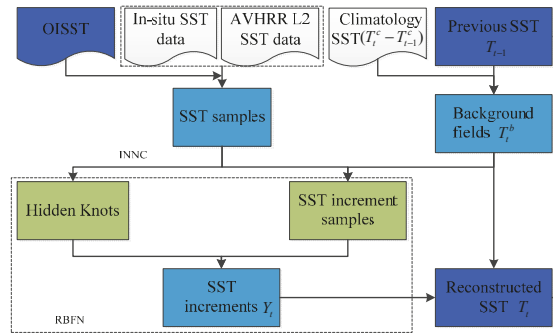 OISST
In-situ SST
data
AVHRR L2
SST data
Climatology
SST(T_t^c − T_{t−1}^c)
Previous SST
T_{t−1}
SST samples
Background
fields T_t^b
INNC
Hidden Knots
SST increment
samples
SST
increments Y_t
Reconstructed
SST T_t
RBFN